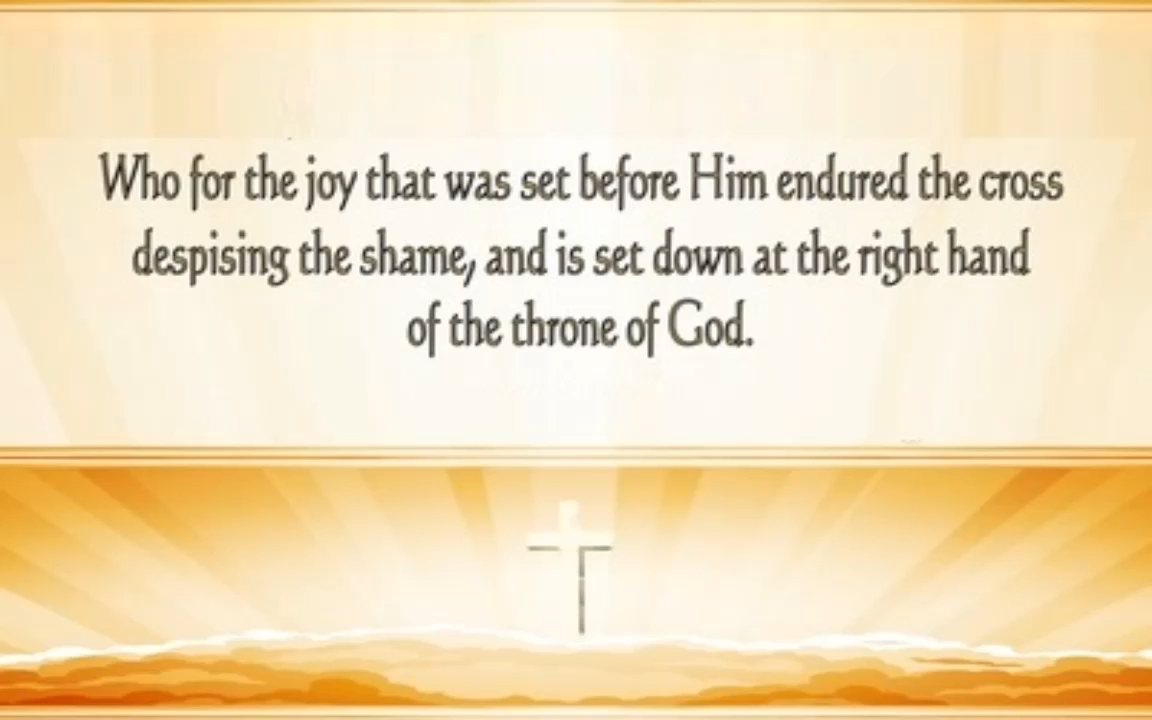 Who for the joy that was set before Him endured the cross
despising the shame, and is set down at the right hand
of the throne of God.